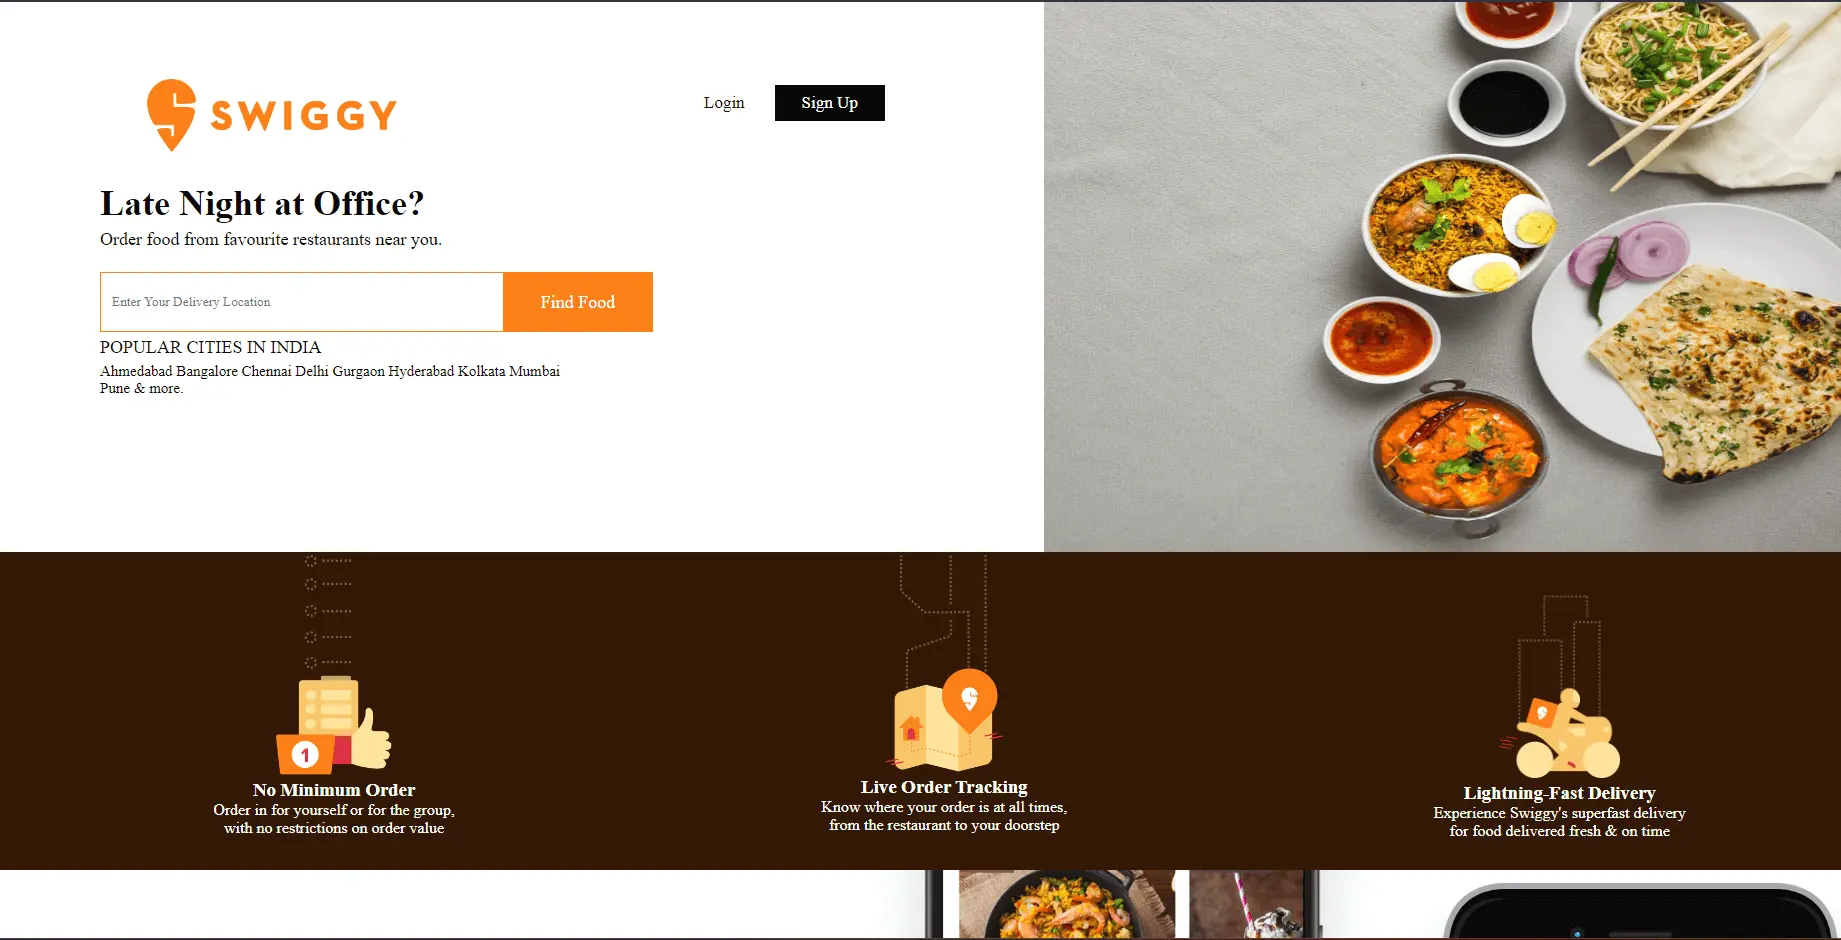 SWIGGY
Login
Sign Up
Late Night at Office?
Order food from favourite restaurants near you.
Enter Your Delivery Location
Find Food
POPULAR CITIES IN INDIA
Ahmedabad Bangalore Chennai Delhi Gurgaon Hyderabad Kolkata Mumbai
Pune & more.
1
No Minimum Order
Order in for yourself or for the group,
with no restrictions on order value
Live Order Tracking
Know where your order is at all times,
from the restaurant to your doorstep
Lightning-Fast Delivery
Experience Swiggy's superfast delivery
for food delivered fresh & on time